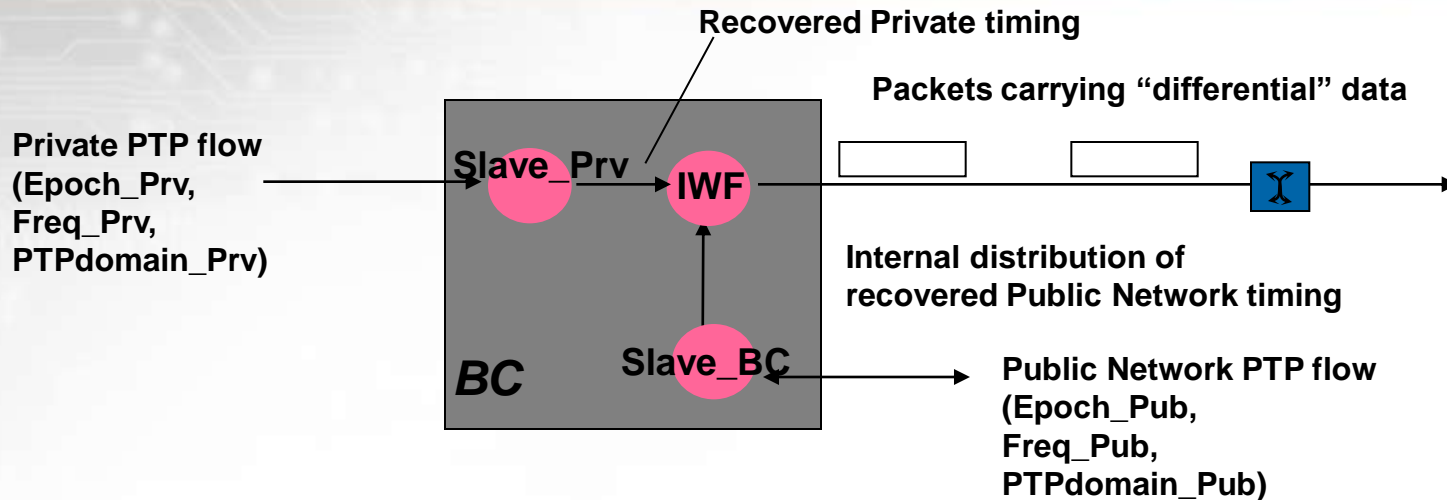 Recovered Private timing
Packets carrying “differential” data
Private PTP flow
(Epoch_Prv,
Freq_Prv,
PTPdomain_Prv)
Slave_Prv
IWF
Internal distribution of
recovered Public Network timing
BC
Slave_BC
Public Network PTP flow
(Epoch_Pub,
Freq_Pub,
PTPdomain_Pub)